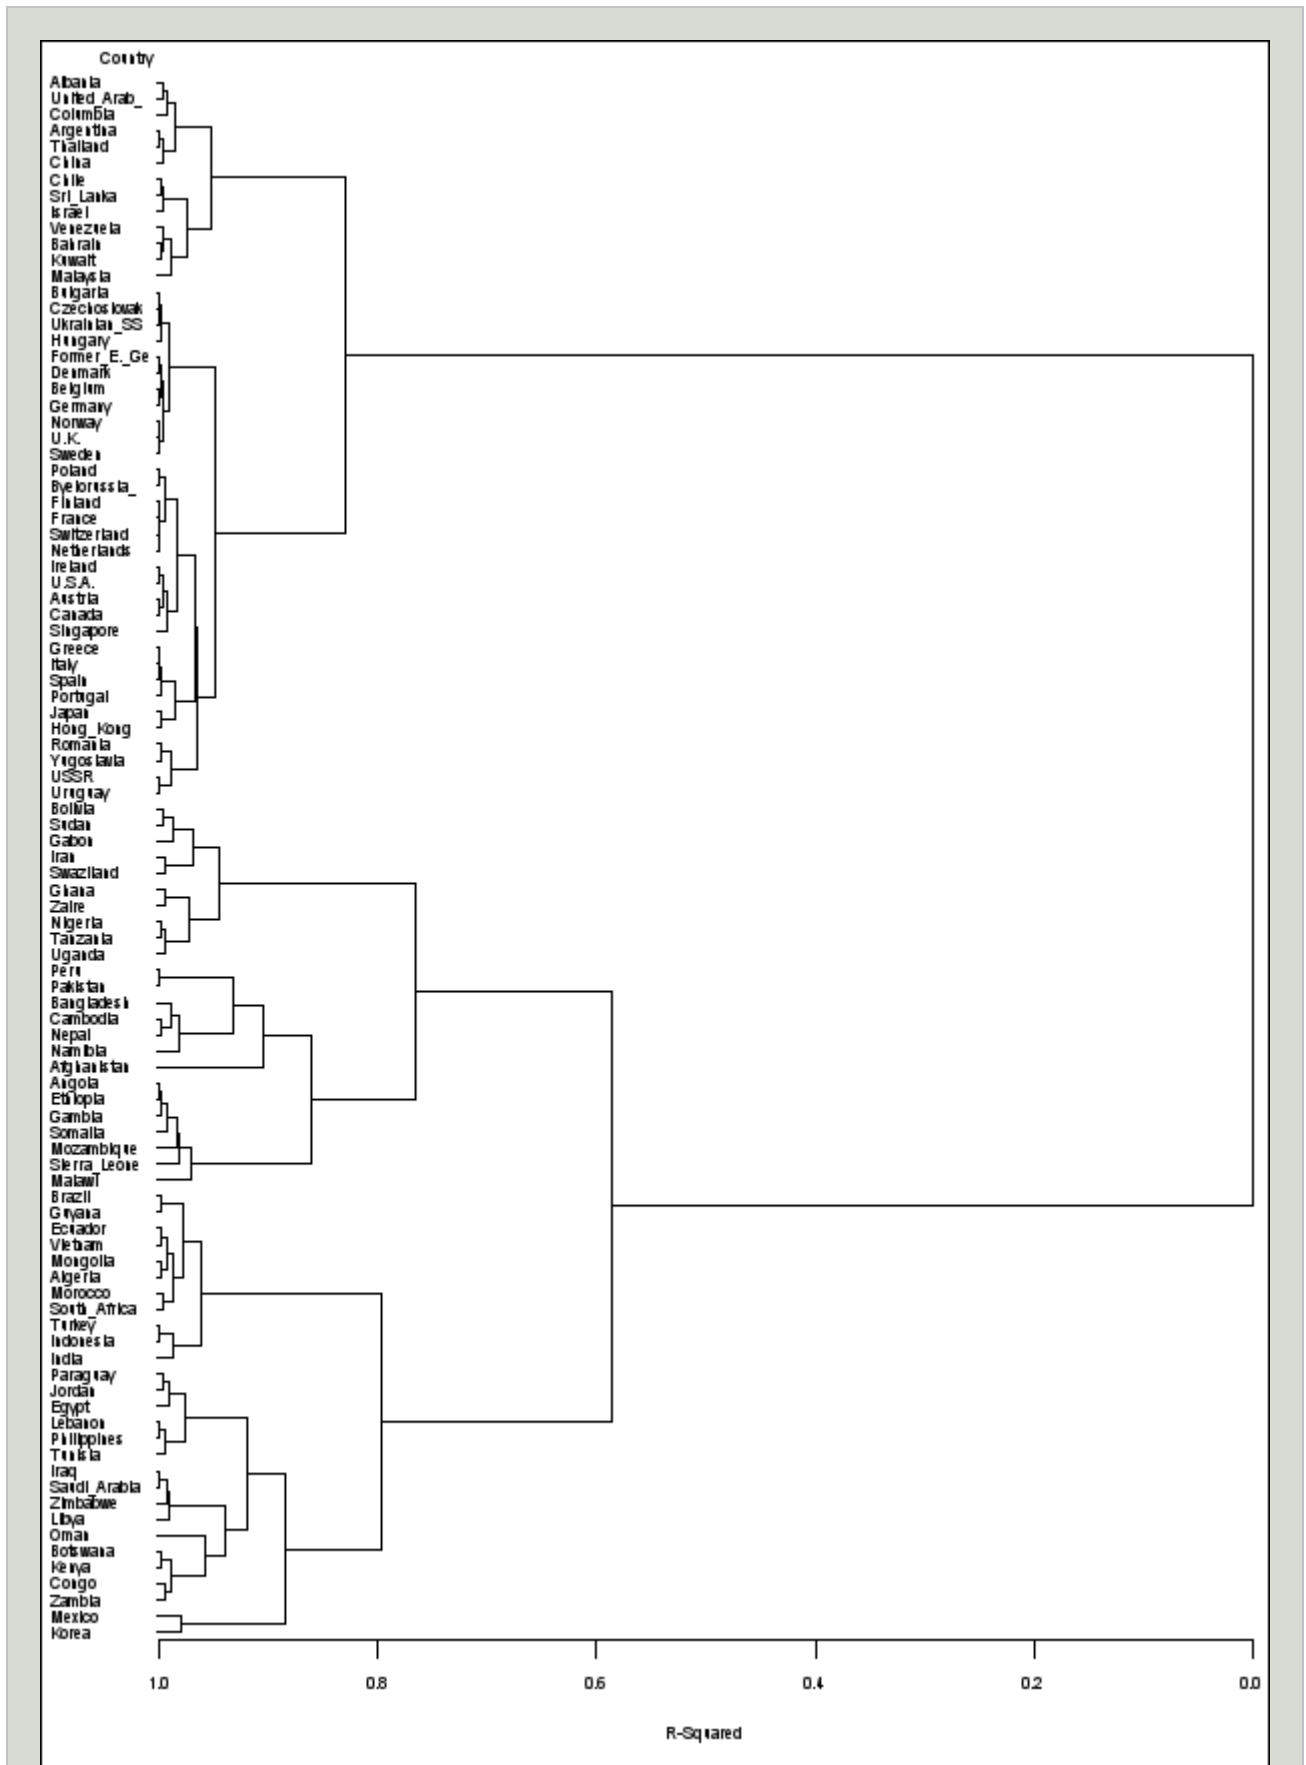 Country
Albania
United_Arab_
Columbia
Argentina
Thailand
China
Chile
Sri_Lanka
Israel
Venezuela
Bahrain
Kuwait
Malaysia
Bulgaria
Czechoslovak
Ukrainian_SS
Hungary
Former_E._Ge
Denmark
Belgium
Germany
Norway
U.K.
Sweden
Poland
Byelorussia_
Finland
France
Switzerland
Netherlands
Ireland
U.S.A.
Austria
Canada
Singapore
Greece
Italy
Spain
Portugal
Japan
Hong_Kong
Romania
Yugoslavia
USSR
Uruguay
Bolivia
Sudan
Gabon
Iran
Swaziland
Ghana
Zaire
Nigeria
Tanzania
Uganda
Peru
Pakistan
Bangladesh
Cambodia
Nepal
Namibia
Afghanistan
Angola
Ethiopia
Gambia
Somalia
Mozambique
Sierra_Leone
Malawi
Brazil
Guyana
Ecuador
Vietnam
Mongolia
Algeria
Morocco
South_Africa
Turkey
Indonesia
India
Paraguay
Jordan
Egypt
Lebanon
Philippines
Tunisia
Iraq
Saudi_Arabia
Zimbabwe
Libya
Oman
Botswana
Kenya
Congo
Zambia
Mexico
Korea
1.0 0.8 0.6 0.4 0.2 0.0
R-Squared